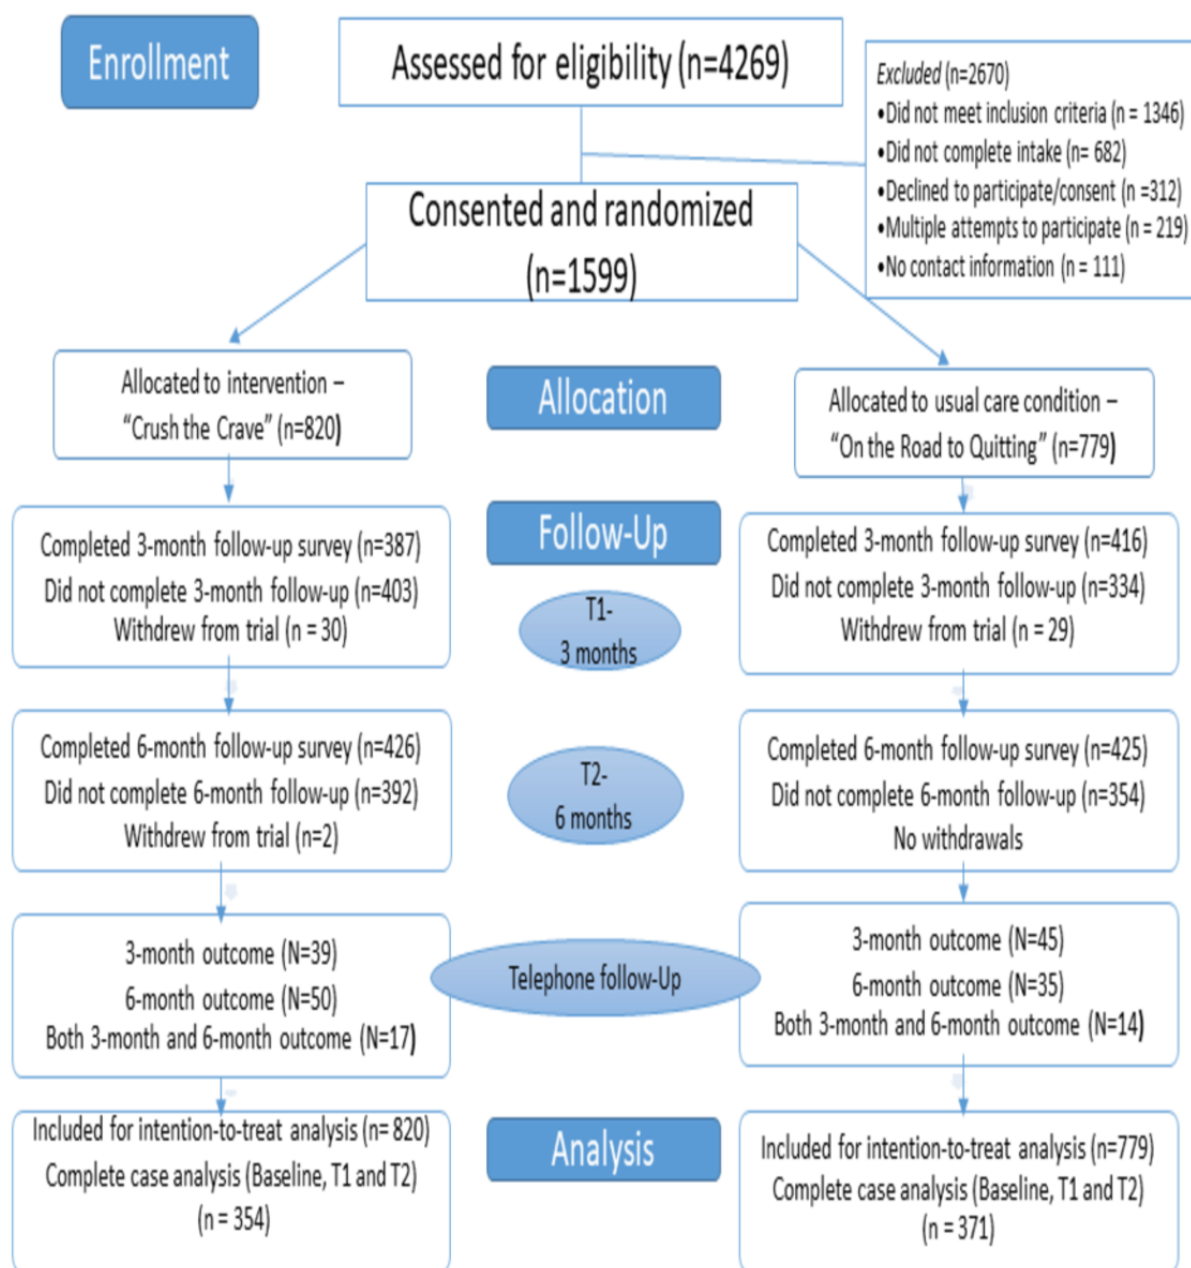 Enrollment
Assessed for eligibility (n=4269)
Excluded (n=2670)
•Did not meet inclusion criteria (n = 1346)
•Did not complete intake (n= 682)
•Declined to participate/consent (n =312)
•Multiple attempts to participate (n = 219)
•No contact information (n = 111)
Consented and randomized
(n=1599)
Allocated to intervention –
“Crush the Crave” (n=820)
Allocation
Allocated to usual care condition –
“On the Road to Quitting” (n=779)
Completed 3-month follow-up survey (n=387)
Did not complete 3-month follow-up (n=403)
Withdrew from trial (n = 30)
Follow-Up
T1-
3 months
Completed 3-month follow-up survey (n=416)
Did not complete 3-month follow-up (n=334)
Withdrew from trial (n = 29)
Completed 6-month follow-up survey (n=426)
Did not complete 6-month follow-up (n=392)
Withdrew from trial (n=2)
T2-
6 months
Completed 6-month follow-up survey (n=425)
Did not complete 6-month follow-up (n=354)
No withdrawals
3-month outcome (N=39)
6-month outcome (N=50)
Both 3-month and 6-month outcome (N=17)
Telephone follow-Up
3-month outcome (N=45)
6-month outcome (N=35)
Both 3-month and 6-month outcome (N=14)
Included for intention-to-treat analysis (n= 820)
Complete case analysis (Baseline, T1 and T2)
(n = 354)
Analysis
Included for intention-to-treat analysis (n=779)
Complete case analysis (Baseline, T1 and T2)
(n = 371)